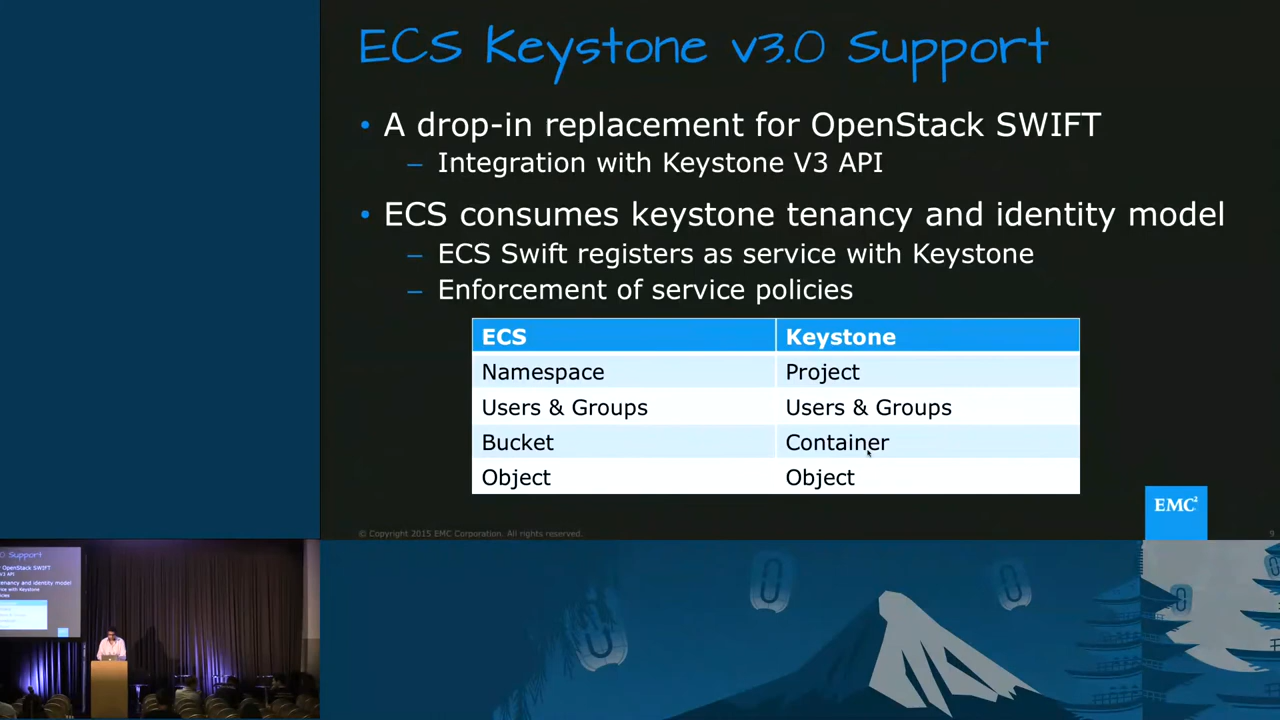 ECS Keystone v3.0 Support
• A drop-in replacement for OpenStack SWIFT
– Integration with Keystone V3 API
• ECS consumes keystone tenancy and identity model
– ECS Swift registers as service with Keystone
– Enforcement of service policies
ECS Keystone
Namespace Project
Users & Groups Users & Groups
Bucket Container
Object Object
EMC²
© Copyright 2015 EMC Corporation. All rights reserved.
9